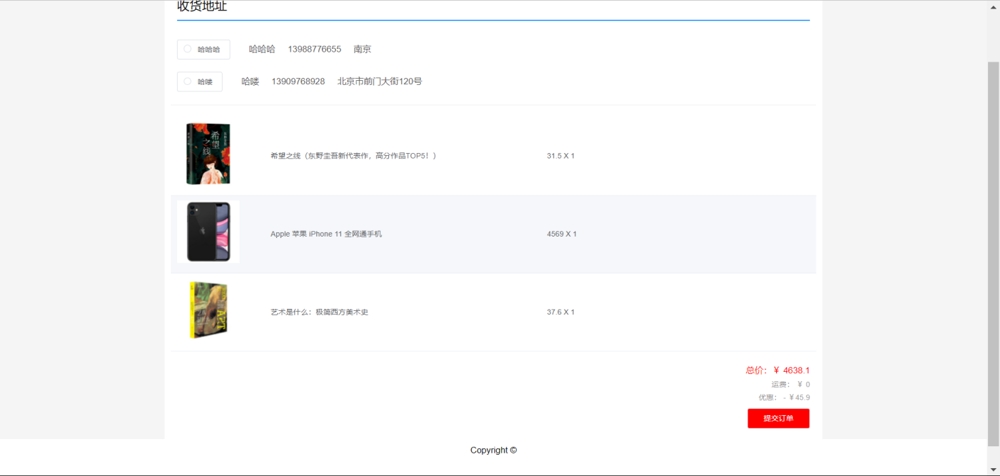 收货地址
哈哈哈 哈哈哈 13988776655 南京
哈喽 哈喽 13909768928 北京市前门大街120号
希望之线
希望之线（东野圭吾新代表作，高分作品TOP5！） 31.5 X 1
Apple 苹果 iPhone 11 全网通手机 4569 X 1
ART
艺术是什么：极简西方美术史 37.6 X 1
总价：￥ 4638.1
运费：￥ 0
优惠：- ￥45.9
提交订单
Copyright ©